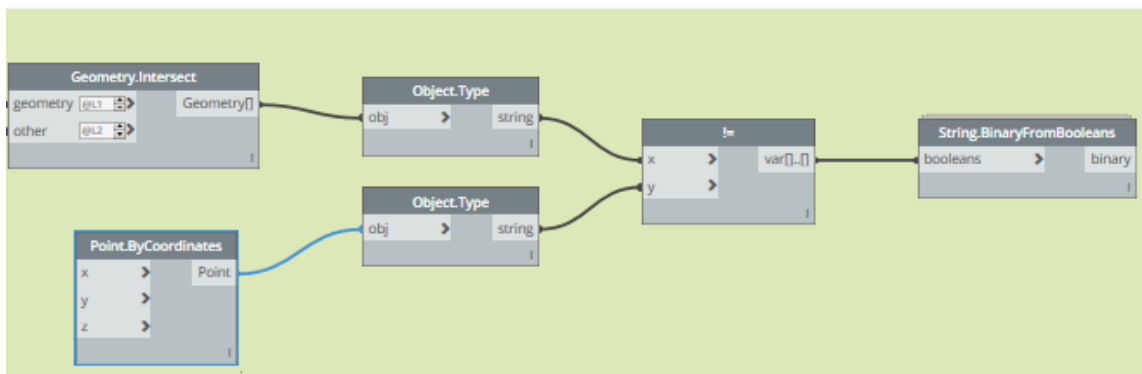 Geometry.Intersect
geometry @L1 Geometry[]
other @L2
Object.Type
obj string
!=
x var[]..[]
y
String.BinaryFromBooleans
booleans binary
Object.Type
obj string
Point.ByCoordinates
x Point
y
z